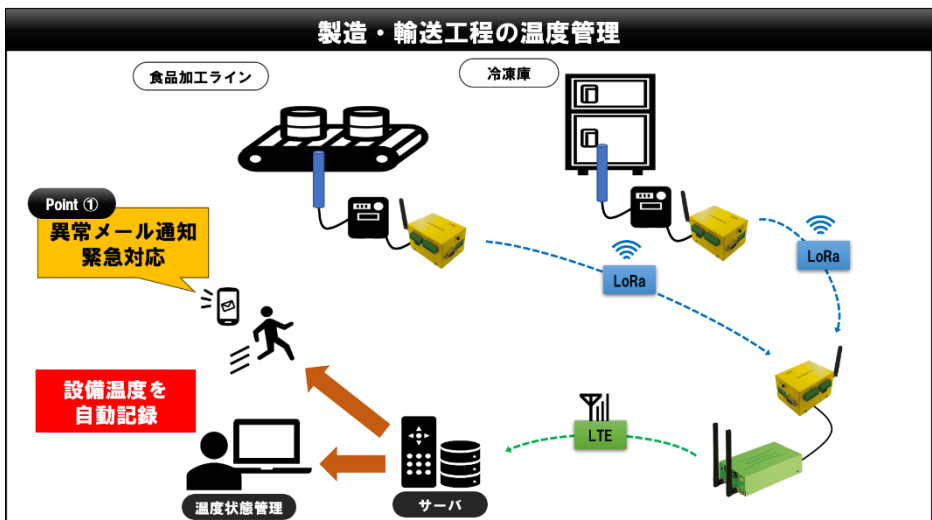 製造・輸送工程の温度管理
食品加工ライン
冷凍庫
Point ①
異常メール通知
緊急対応
LoRa
LoRa
設備温度を
自動記録
LTE
温度状態管理
サーバ